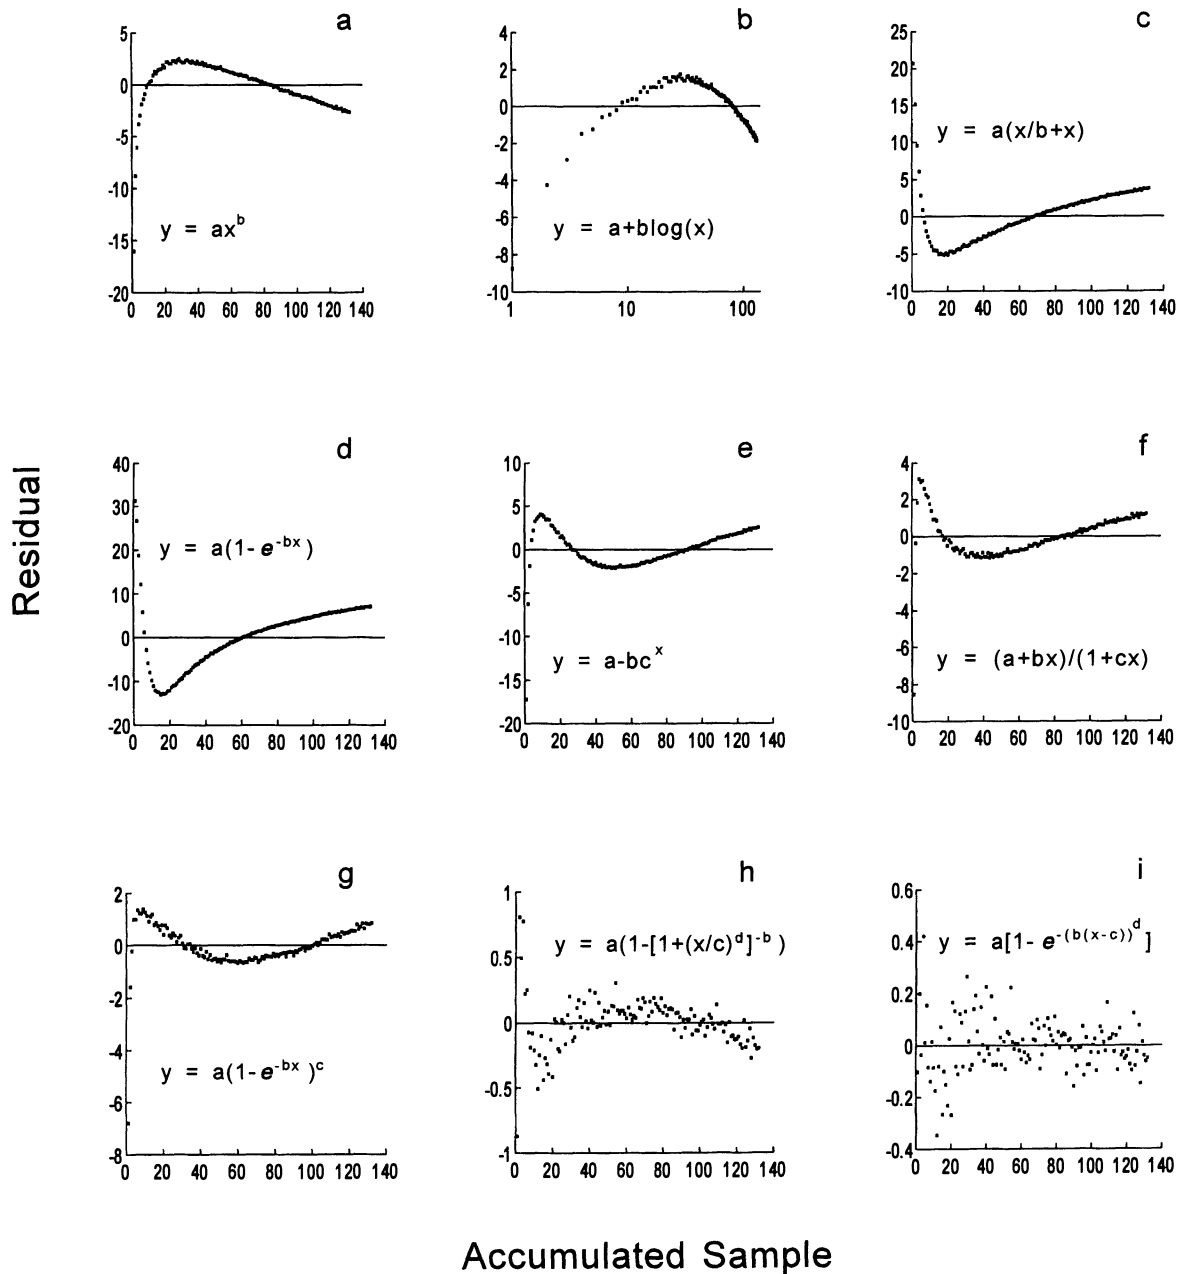 a
5
0
-5
-10
-15
-20
0 20 40 60 80 100 120 140
y = ax^b
b
4
2
0
-2
-4
-6
-8
-10
1 10 100
y = a+blog(x)
c
25
20
15
10
5
0
-5
-10
0 20 40 60 80 100 120 140
y = a(x/b+x)
Residual
d
40
30
20
10
0
-10
-20
0 20 40 60 80 100 120 140
y = a(1-e^-bx)
e
10
5
0
-5
-10
-15
-20
0 20 40 60 80 100 120 140
y = a-bc^x
f
4
2
0
-2
-4
-6
-8
-10
0 20 40 60 80 100 120 140
y = (a+bx)/(1+cx)
g
2
0
-2
-4
-6
-8
0 20 40 60 80 100 120 140
y = a(1-e^-bx)^c
h
1
0.5
0
-0.5
-1
0 20 40 60 80 100 120 140
y = a(1-[1+(x/c)^d]^-b)
i
0.6
0.4
0.2
0
-0.2
-0.4
0 20 40 60 80 100 120 140
y = a[1-e^-(b(x-c))^d]
Accumulated Sample